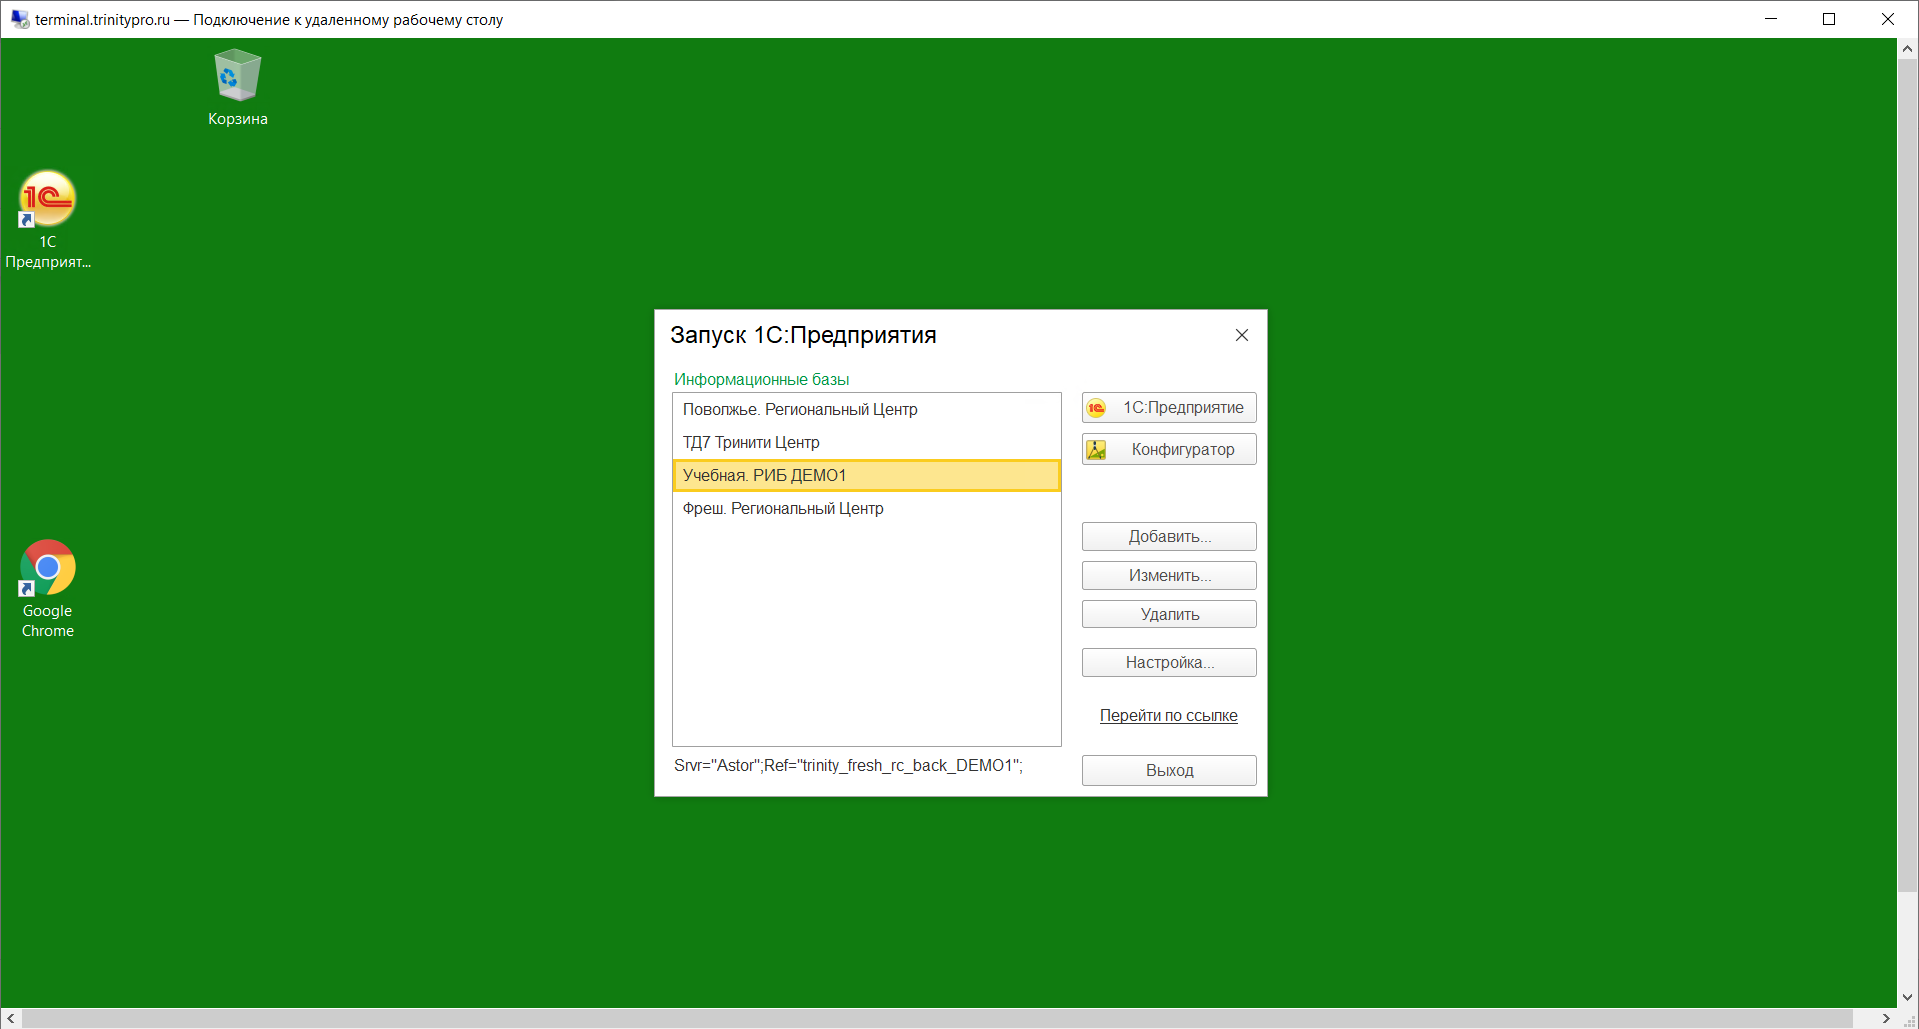 terminal.trinitypro.ru — Подключение к удаленному рабочему столу
Корзина
1С
Предприят...
Google
Chrome
Запуск 1С:Предприятия
Информационные базы
Поволжье. Региональный Центр
ТД7 Тринити Центр
Учебная. РИБ ДЕМО1
Фреш. Региональный Центр
Srvr="Astor";Ref="trinity_fresh_rc_back_DEMO1";
1С:Предприятие
Конфигуратор
Добавить...
Изменить...
Удалить
Настройка...
Перейти по ссылке
Выход